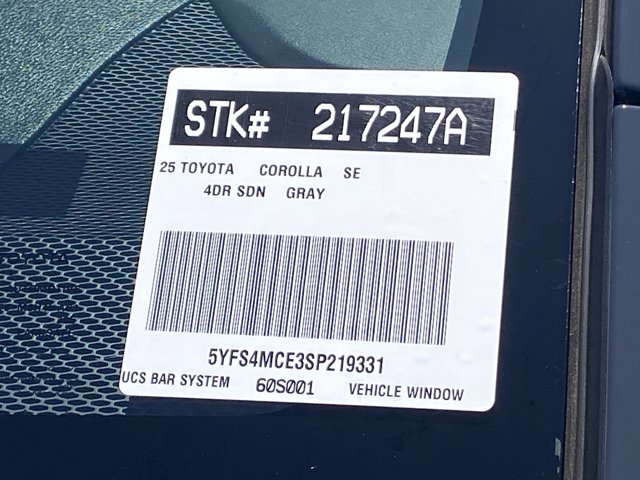 STK# 217247A
25 TOYOTA COROLLA SE
4DR SDN GRAY
5YFS4MCE3SP219331
UCS BAR SYSTEM 60S001 VEHICLE WINDOW